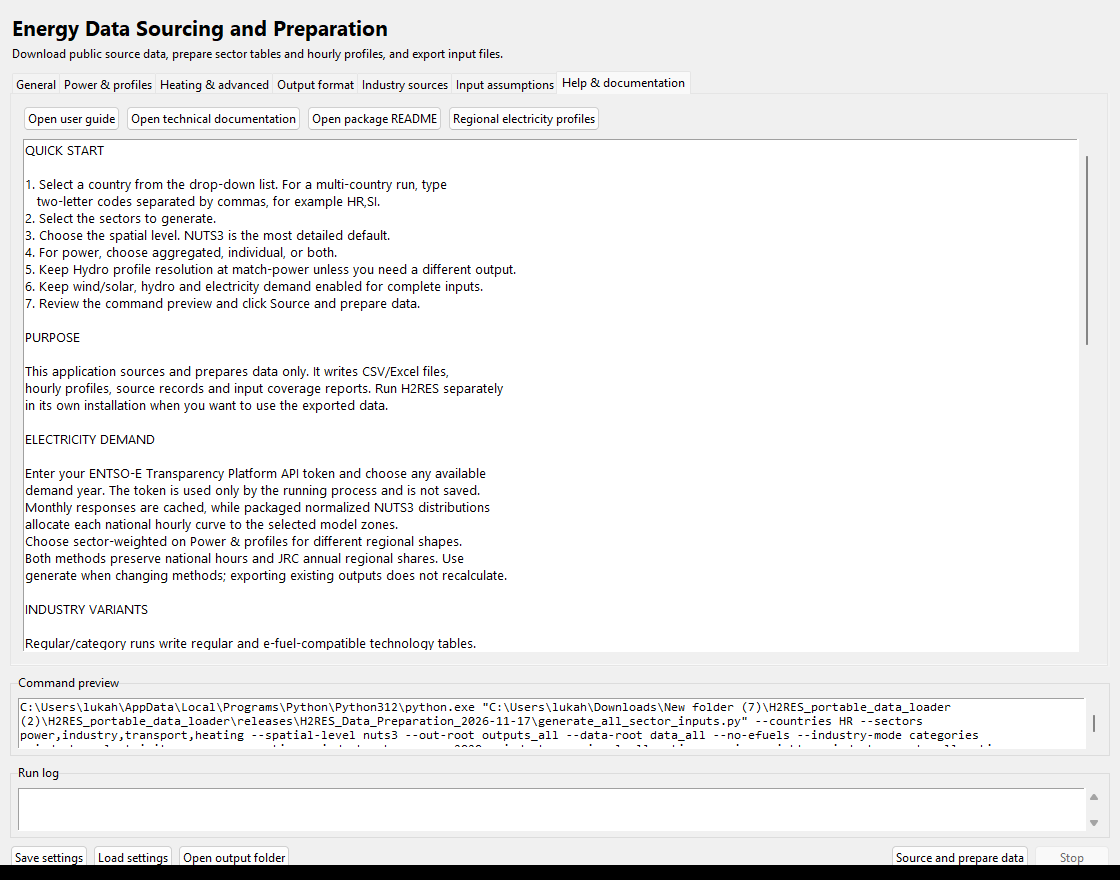 Energy Data Sourcing and Preparation
Download public source data, prepare sector tables and hourly profiles, and export input files.
General Power & profiles Heating & advanced Output format Industry sources Input assumptions Help & documentation
Open user guide Open technical documentation Open package README Regional electricity profiles
QUICK START
1. Select a country from the drop-down list. For a multi-country run, type
two-letter codes separated by commas, for example HR,SI.
2. Select the sectors to generate.
3. Choose the spatial level. NUTS3 is the most detailed default.
4. For power, choose aggregated, individual, or both.
5. Keep Hydro profile resolution at match-power unless you need a different output.
6. Keep wind/solar, hydro and electricity demand enabled for complete inputs.
7. Review the command preview and click Source and prepare data.
PURPOSE
This application sources and prepares data only. It writes CSV/Excel files,
hourly profiles, source records and input coverage reports. Run H2RES separately
in its own installation when you want to use the exported data.
ELECTRICITY DEMAND
Enter your ENTSO-E Transparency Platform API token and choose any available
demand year. The token is used only by the running process and is not saved.
Monthly responses are cached, while packaged normalized NUTS3 distributions
allocate each national hourly curve to the selected model zones.
Choose sector-weighted on Power & profiles for different regional shapes.
Both methods preserve national hours and JRC annual regional shares. Use
generate when changing methods; exporting existing outputs does not recalculate.
INDUSTRY VARIANTS
Regular/category runs write regular and e-fuel-compatible technology tables.
Command preview
C:\Users\lukah\AppData\Local\Programs\Python\Python312\python.exe "C:\Users\lukah\Downloads\New folder (7)\H2RES_portable_data_loader
(2)\H2RES_portable_data_loader\releases\H2RES_Data_Preparation_2026-11-17\generate_all_sector_inputs.py" --countries HR --sectors
power,industry,transport,heating --spatial-level nuts3 --out-root outputs_all --data-root data_all --no-efuels --industry-mode categories
Run log
Save settings Load settings Open output folder Source and prepare data Stop